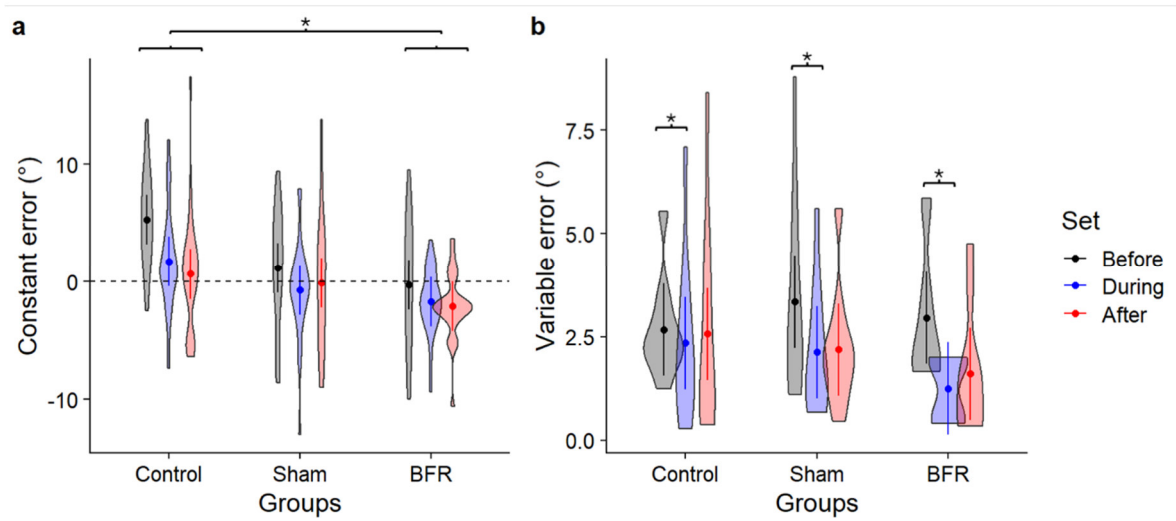 a
*
Constant error (°)
10
0
-10
Control Sham BFR
Groups
b
*
*
*
Variable error (°)
7.5
5.0
2.5
0.0
Control Sham BFR
Groups
Set
Before
During
After